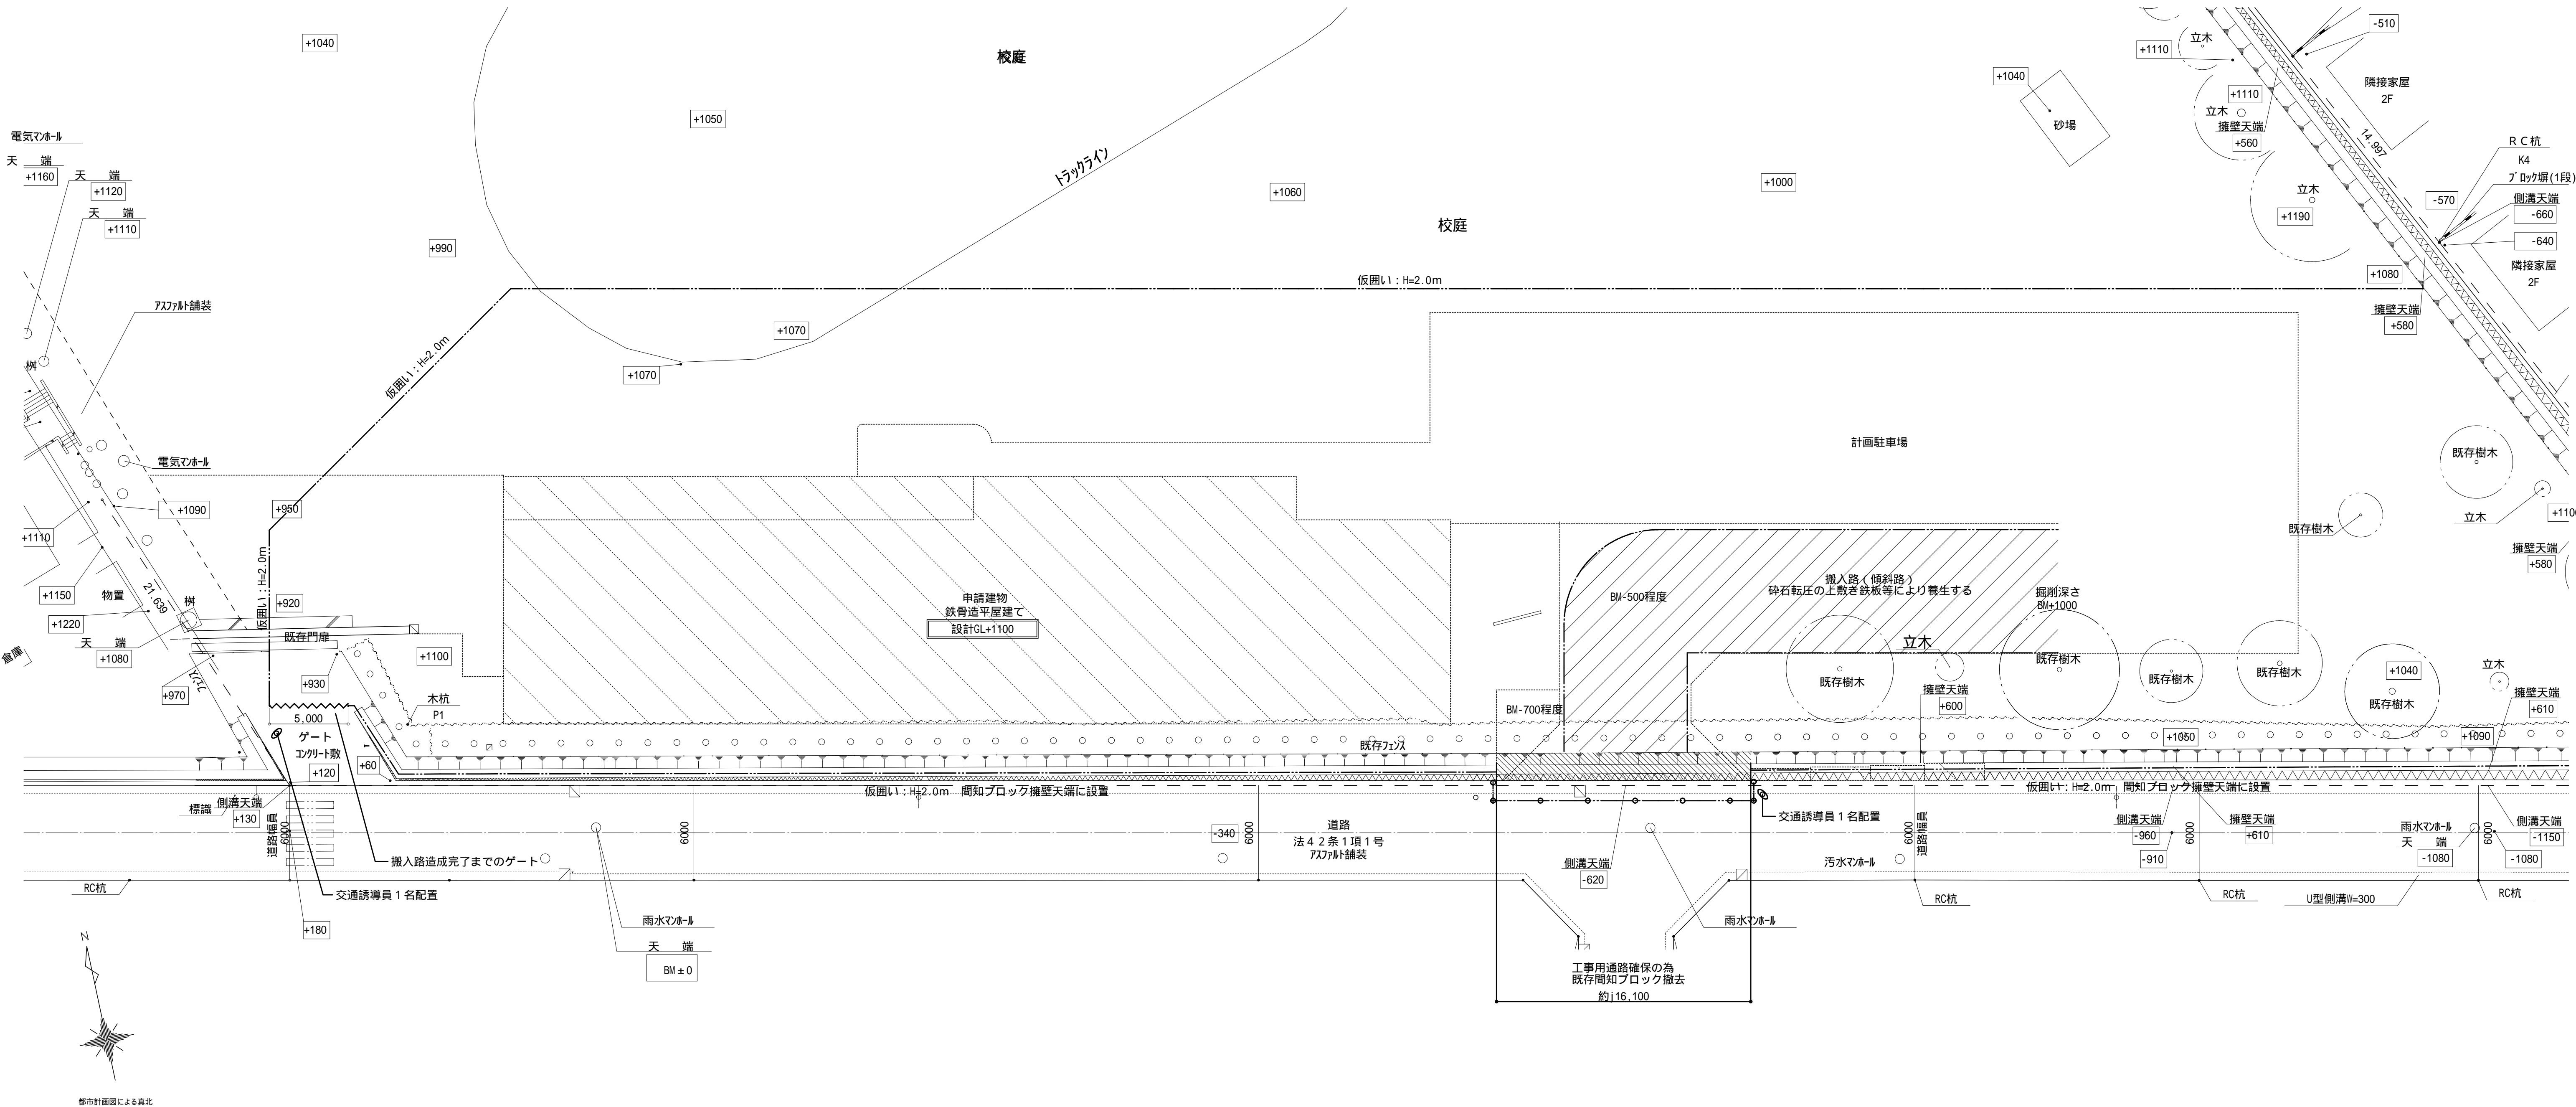 +1040
校庭
+1050
トラックライン
+1060
校庭
+1000
+1040
砂場
+1110
立木
-510
隣接家屋
2F
+1110
立木
擁壁天端
+560
14.997
ＲＣ杭
K4
ブロック塀(1段)
側溝天端
-660
-570
-640
立木
+1190
隣接家屋
2F
+1080
擁壁天端
+580
電気マンホール
天　端
+1160
天　端
+1120
天　端
+1110
+990
アスファルト舗装
桝
仮囲い：H=2.0m
仮囲い：H=2.0m
+1070
+1070
計画駐車場
既存樹木
立木
+1100
既存樹木
擁壁天端
+580
電気マンホール
+1090
+950
+1110
+1150
物置
21.639
桝
+1220
天　端
+1080
倉庫
仮囲い：H=2.0m
+920
既存門扉
+1100
+930
+970
フェンス
木杭
P1
申請建物
鉄骨造平屋建て
設計GL+1100
BM-500程度
搬入路（傾斜路）
砕石転圧の上敷き鉄板等により養生する
掘削深さ
BM+1000
BM-700程度
既存樹木
立木
既存樹木
既存樹木
既存樹木
+1040
既存樹木
立木
擁壁天端
+600
擁壁天端
+610
5,000
ゲート
コンクリート敷
+120
+60
既存フェンス
+1050
+1090
標識
側溝天端
+130
仮囲い：H=2.0m　間知ブロック擁壁天端に設置
仮囲い：H=2.0m　間知ブロック擁壁天端に設置
道路幅員
6000
6000
-340
6000
道路
法４２条１項１号
アスファルト舗装
交通誘導員１名配置
6000
道路幅員
側溝天端
-960
-910
6000
擁壁天端
+610
雨水マンホール
天　端
-1080
6000
側溝天端
-1150
-1080
搬入路造成完了までのゲート
交通誘導員１名配置
側溝天端
-620
汚水マンホール
RC杭
RC杭
RC杭
U型側溝W=300
RC杭
+180
雨水マンホール
天　端
BM±0
雨水マンホール
工事用通路確保の為
既存間知ブロック撤去
約j16,100
N
都市計画図による真北